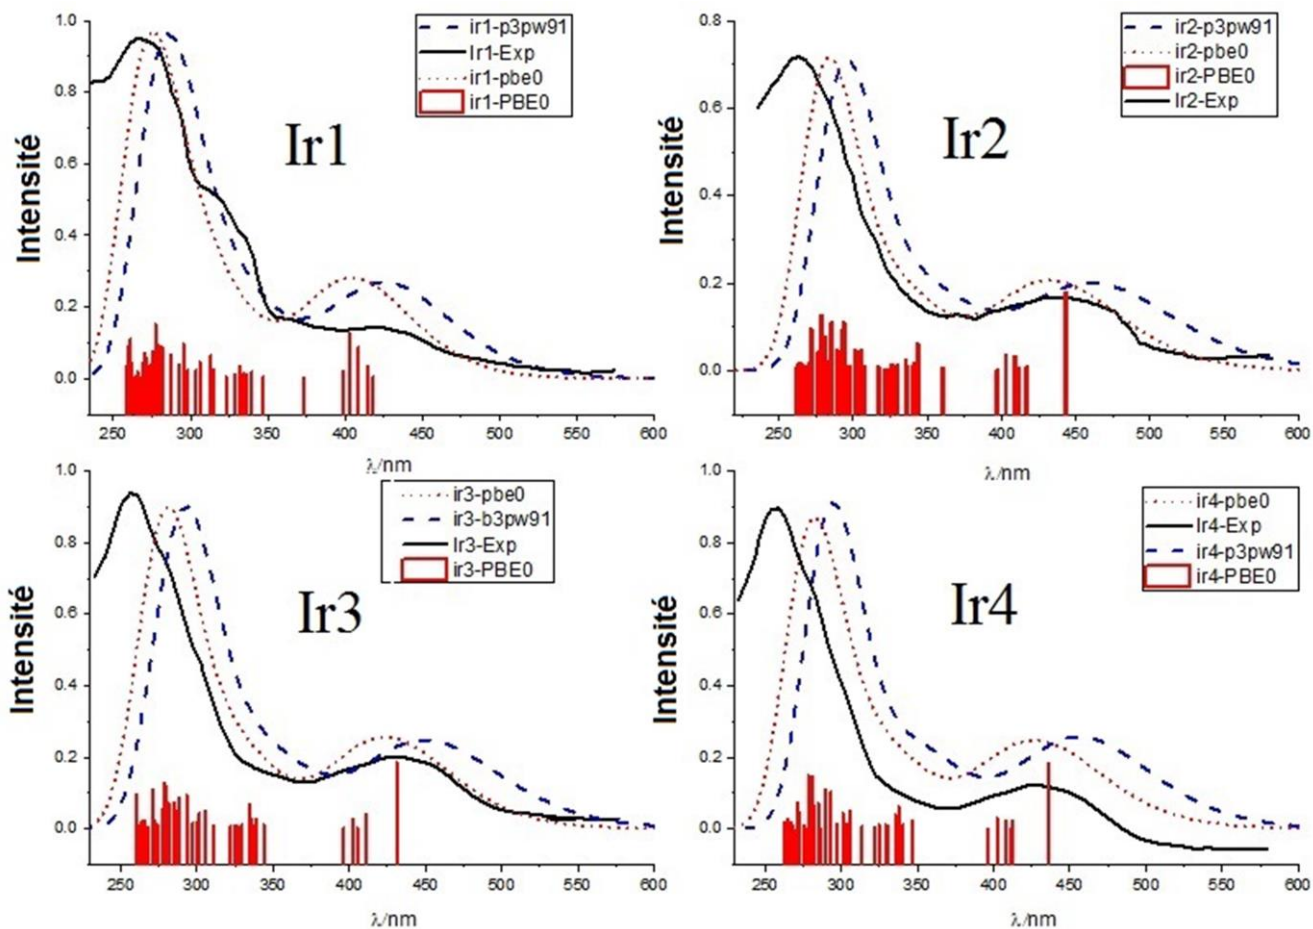 1.0
0.8
0.6
0.4
0.2
0.0
Intensité
Ir1
ir1-p3pw91
Ir1-Exp
ir1-pbe0
ir1-PBE0
250 300 350 400 450 500 550 600
λ/nm
0.8
0.6
0.4
0.2
0.0
Intensité
Ir2
ir2-p3pw91
ir2-pbe0
ir2-PBE0
Ir2-Exp
250 300 350 400 450 500 550 600
λ/nm
1.0
0.8
0.6
0.4
0.2
0.0
Intensité
Ir3
ir3-pbe0
ir3-b3pw91
Ir3-Exp
ir3-PBE0
250 300 350 400 450 500 550 600
λ/nm
1.0
0.8
0.6
0.4
0.2
0.0
Intensité
Ir4
ir4-pbe0
Ir4-Exp
ir4-p3pw91
ir4-PBE0
250 300 350 400 450 500 550 600
λ/nm